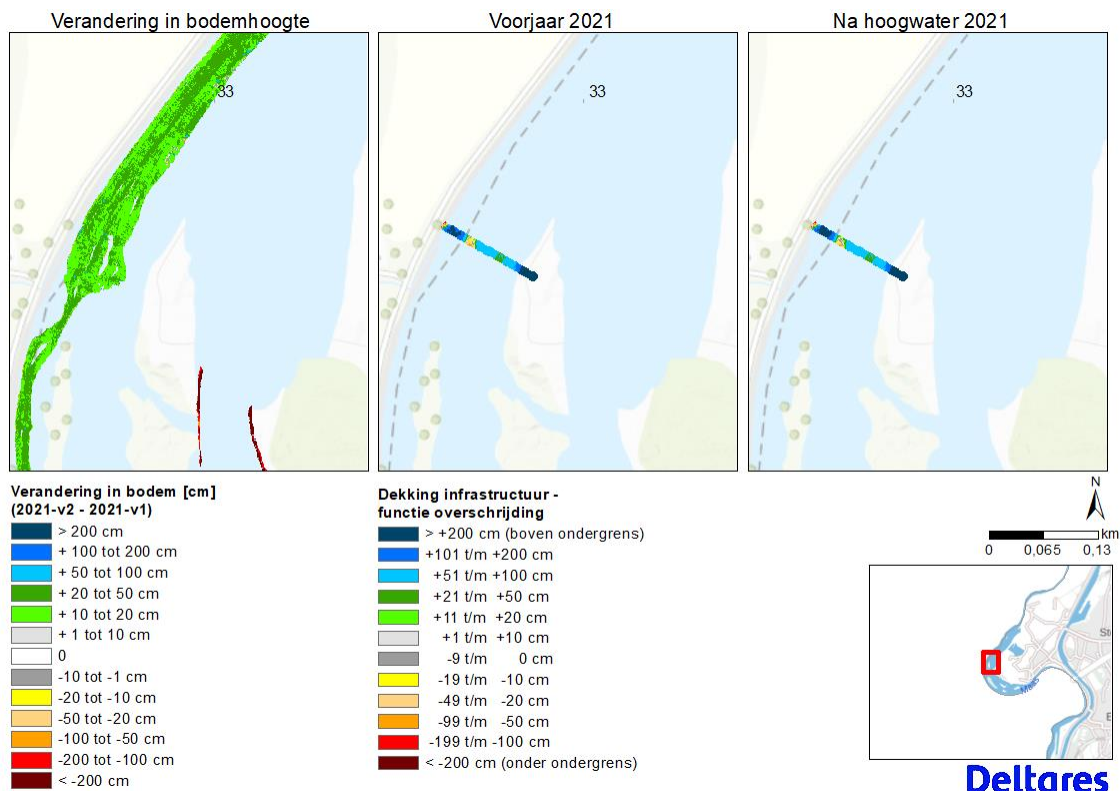 Verandering in bodemhoogte
Voorjaar 2021
Na hoogwater 2021
33
33
33
Verandering in bodem [cm]
(2021-v2 - 2021-v1)
> 200 cm
+ 100 tot 200 cm
+ 50 tot 100 cm
+ 20 tot 50 cm
+ 10 tot 20 cm
+ 1 tot 10 cm
0
-10 tot -1 cm
-20 tot -10 cm
-50 tot -20 cm
-100 tot -50 cm
-200 tot -100 cm
< -200 cm
Dekking infrastructuur -
functie overschrijding
> +200 cm (boven ondergrens)
+101 t/m +200 cm
+51 t/m +100 cm
+21 t/m +50 cm
+11 t/m +20 cm
+1 t/m +10 cm
-9 t/m 0 cm
-19 t/m -10 cm
-49 t/m -20 cm
-99 t/m -50 cm
-199 t/m -100 cm
< -200 cm (onder ondergrens)
N
km
0 0,065 0,13
St
Maas
E
Deltares